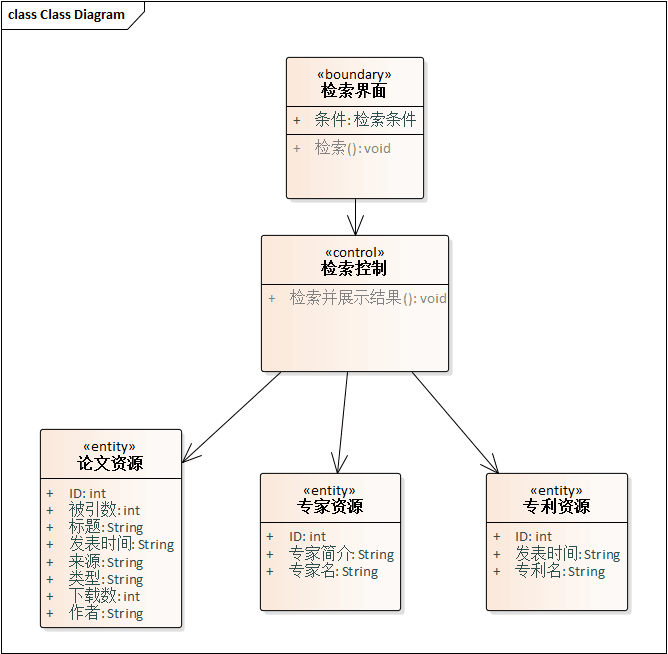 class Class Diagram
«boundary»
检索界面
+ 条件: 检索条件
+ 检索(): void
«control»
检索控制
+ 检索并展示结果(): void
«entity»
论文资源
+ ID: int
+ 被引数: int
+ 标题: String
+ 发表时间: String
+ 来源: String
+ 类型: String
+ 下载数: int
+ 作者: String
«entity»
专家资源
+ ID: int
+ 专家简介: String
+ 专家名: String
«entity»
专利资源
+ ID: int
+ 发表时间: String
+ 专利名: String